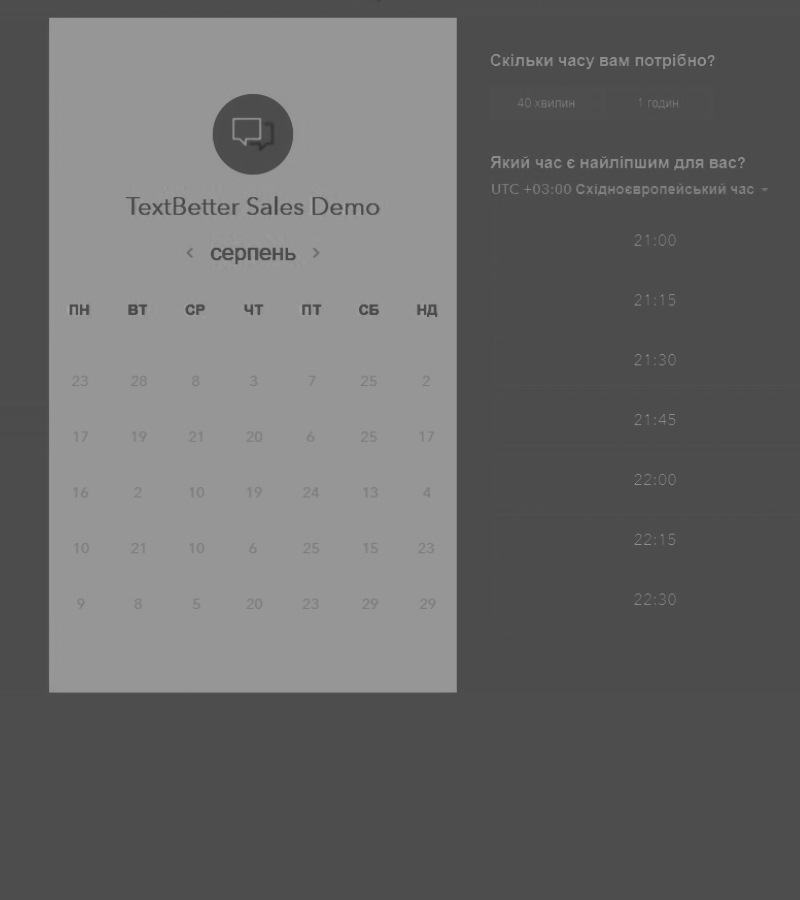 TextBetter Sales Demo
‹ серпень ›
ПН ВТ СР ЧТ ПТ СБ НД
23 28 8 3 7 25 2
17 19 21 20 6 25 17
16 2 10 19 24 13 4
10 21 10 6 25 15 23
9 8 5 20 23 29 29
Скільки часу вам потрібно?
40 хвилин 1 годин
Який час є найліпшим для вас?
UTC +03:00 Східноєвропейський час
21:00
21:15
21:30
21:45
22:00
22:15
22:30